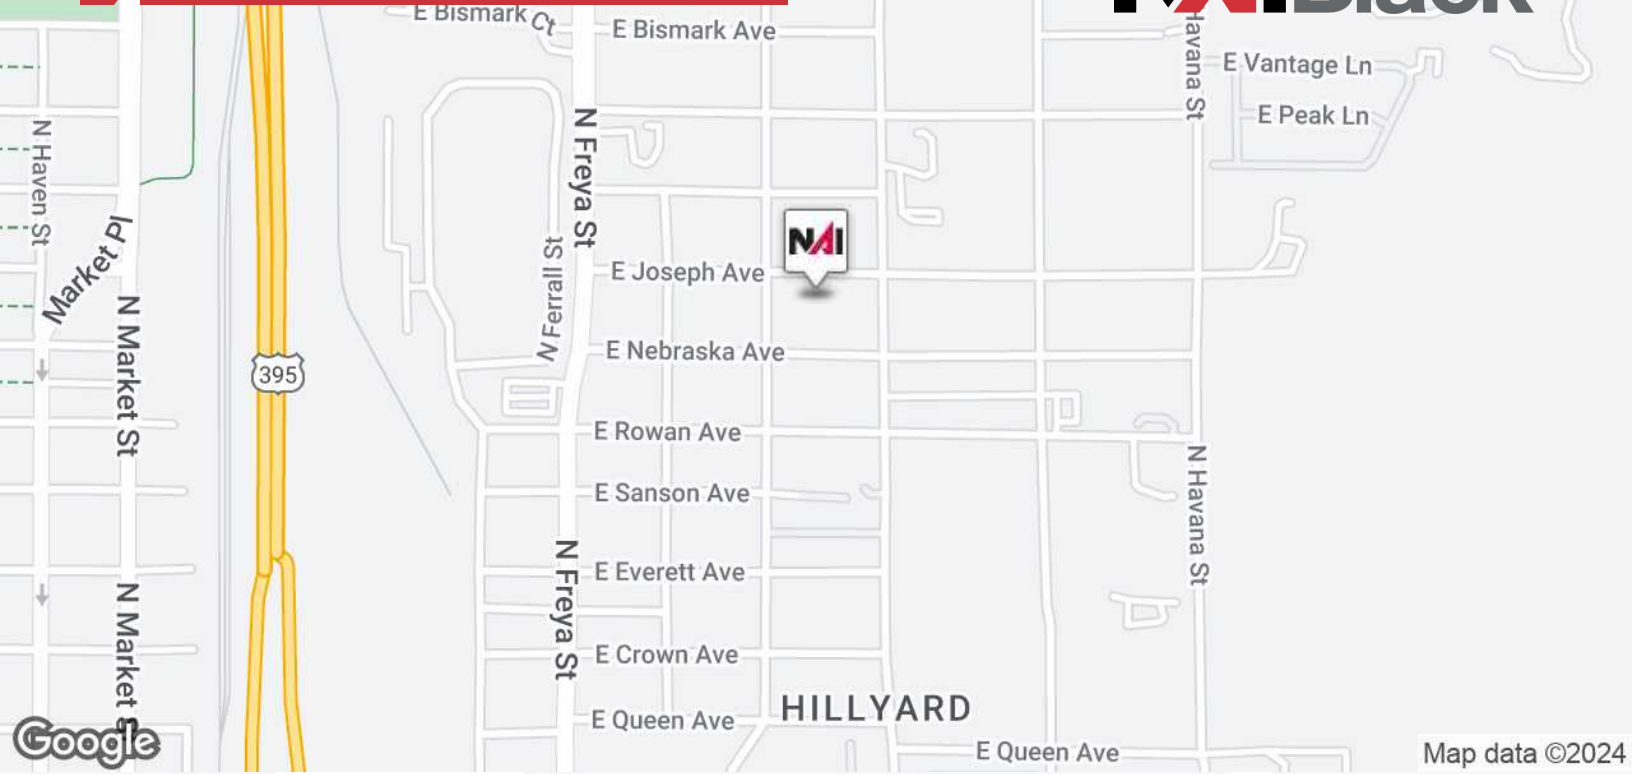 NAI Black
E Bismark Ct
E Bismark Ave
Havana St
E Vantage Ln
E Peak Ln
N Haven St
N Freya St
Market Pl
NAI
N Ferrall St
E Joseph Ave
N Market St
E Nebraska Ave
395
E Rowan Ave
N Havana St
E Sanson Ave
N Freya St
E Everett Ave
N Market S
E Crown Ave
HILLYARD
E Queen Ave
E Queen Ave
Google
Map data ©2024